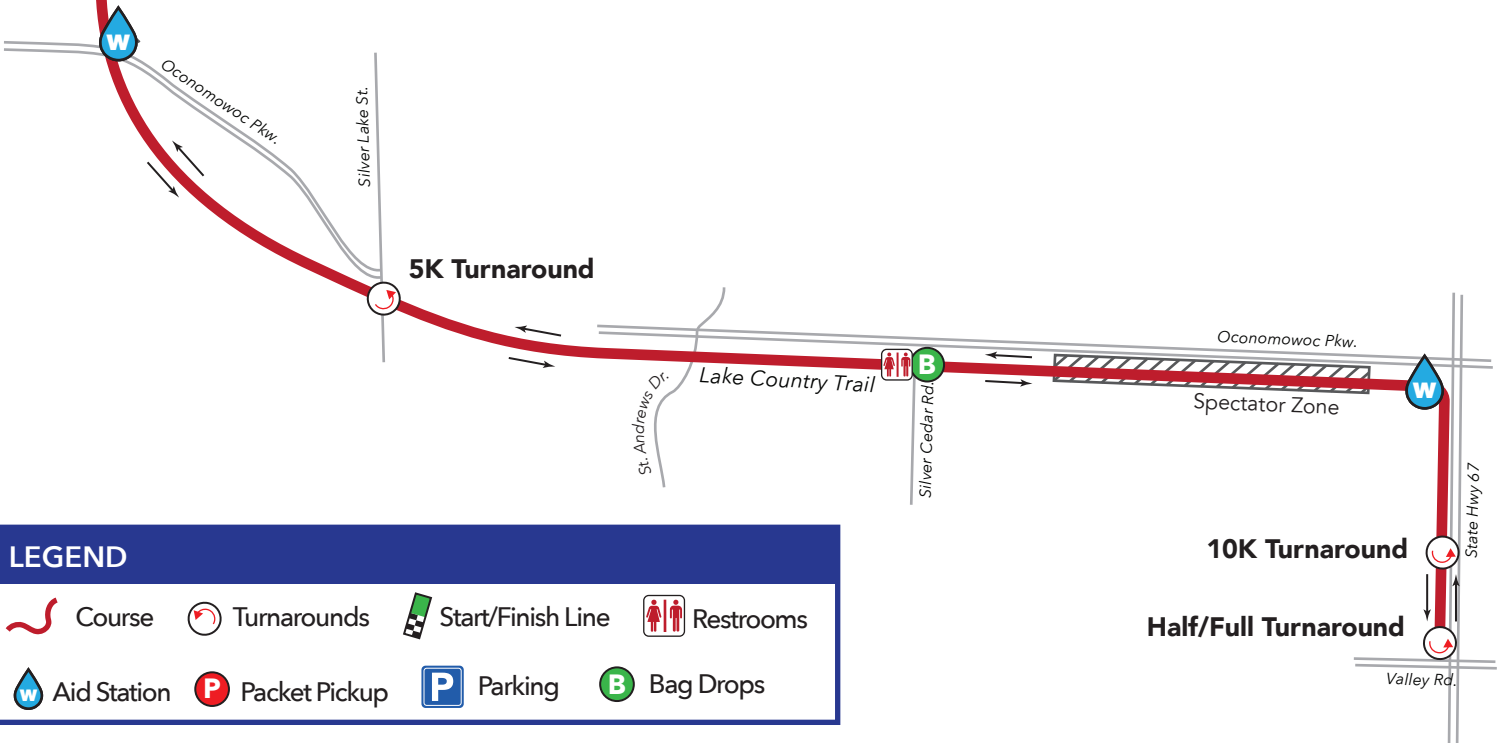 W
Oconomowoc Pkw.
Silver Lake St.
5K Turnaround
Oconomowoc Pkw.
B
W
Lake Country Trail
Spectator Zone
St. Andrews Dr.
Silver Cedar Rd.
State Hwy 67
10K Turnaround
Half/Full Turnaround
Valley Rd.
LEGEND
Course
Turnarounds
Start/Finish Line
Restrooms
W Aid Station
P Packet Pickup
P Parking
B Bag Drops